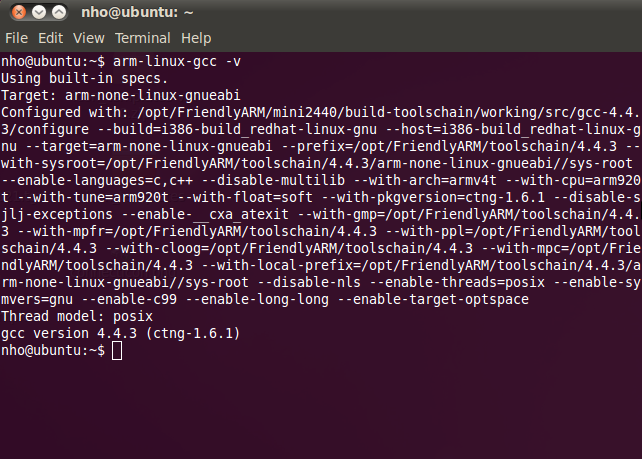 nho@ubuntu: ~
File Edit View Terminal Help
nho@ubuntu:~$ arm-linux-gcc -v
Using built-in specs.
Target: arm-none-linux-gnueabi
Configured with: /opt/FriendlyARM/mini2440/build-toolschain/working/src/gcc-4.4.
3/configure --build=i386-build_redhat-linux-gnu --host=i386-build_redhat-linux-g
nu --target=arm-none-linux-gnueabi --prefix=/opt/FriendlyARM/toolschain/4.4.3 --
with-sysroot=/opt/FriendlyARM/toolschain/4.4.3/arm-none-linux-gnueabi//sys-root
--enable-languages=c,c++ --disable-multilib --with-arch=armv4t --with-cpu=arm920
t --with-tune=arm920t --with-float=soft --with-pkgversion=ctng-1.6.1 --disable-s
jlj-exceptions --enable-__cxa_atexit --with-gmp=/opt/FriendlyARM/toolschain/4.4.
3 --with-mpfr=/opt/FriendlyARM/toolschain/4.4.3 --with-ppl=/opt/FriendlyARM/tool
schain/4.4.3 --with-cloog=/opt/FriendlyARM/toolschain/4.4.3 --with-mpc=/opt/Frie
ndlyARM/toolschain/4.4.3 --with-local-prefix=/opt/FriendlyARM/toolschain/4.4.3/a
rm-none-linux-gnueabi//sys-root --disable-nls --enable-threads=posix --enable-sy
mvers=gnu --enable-c99 --enable-long-long --enable-target-optspace
Thread model: posix
gcc version 4.4.3 (ctng-1.6.1)
nho@ubuntu:~$